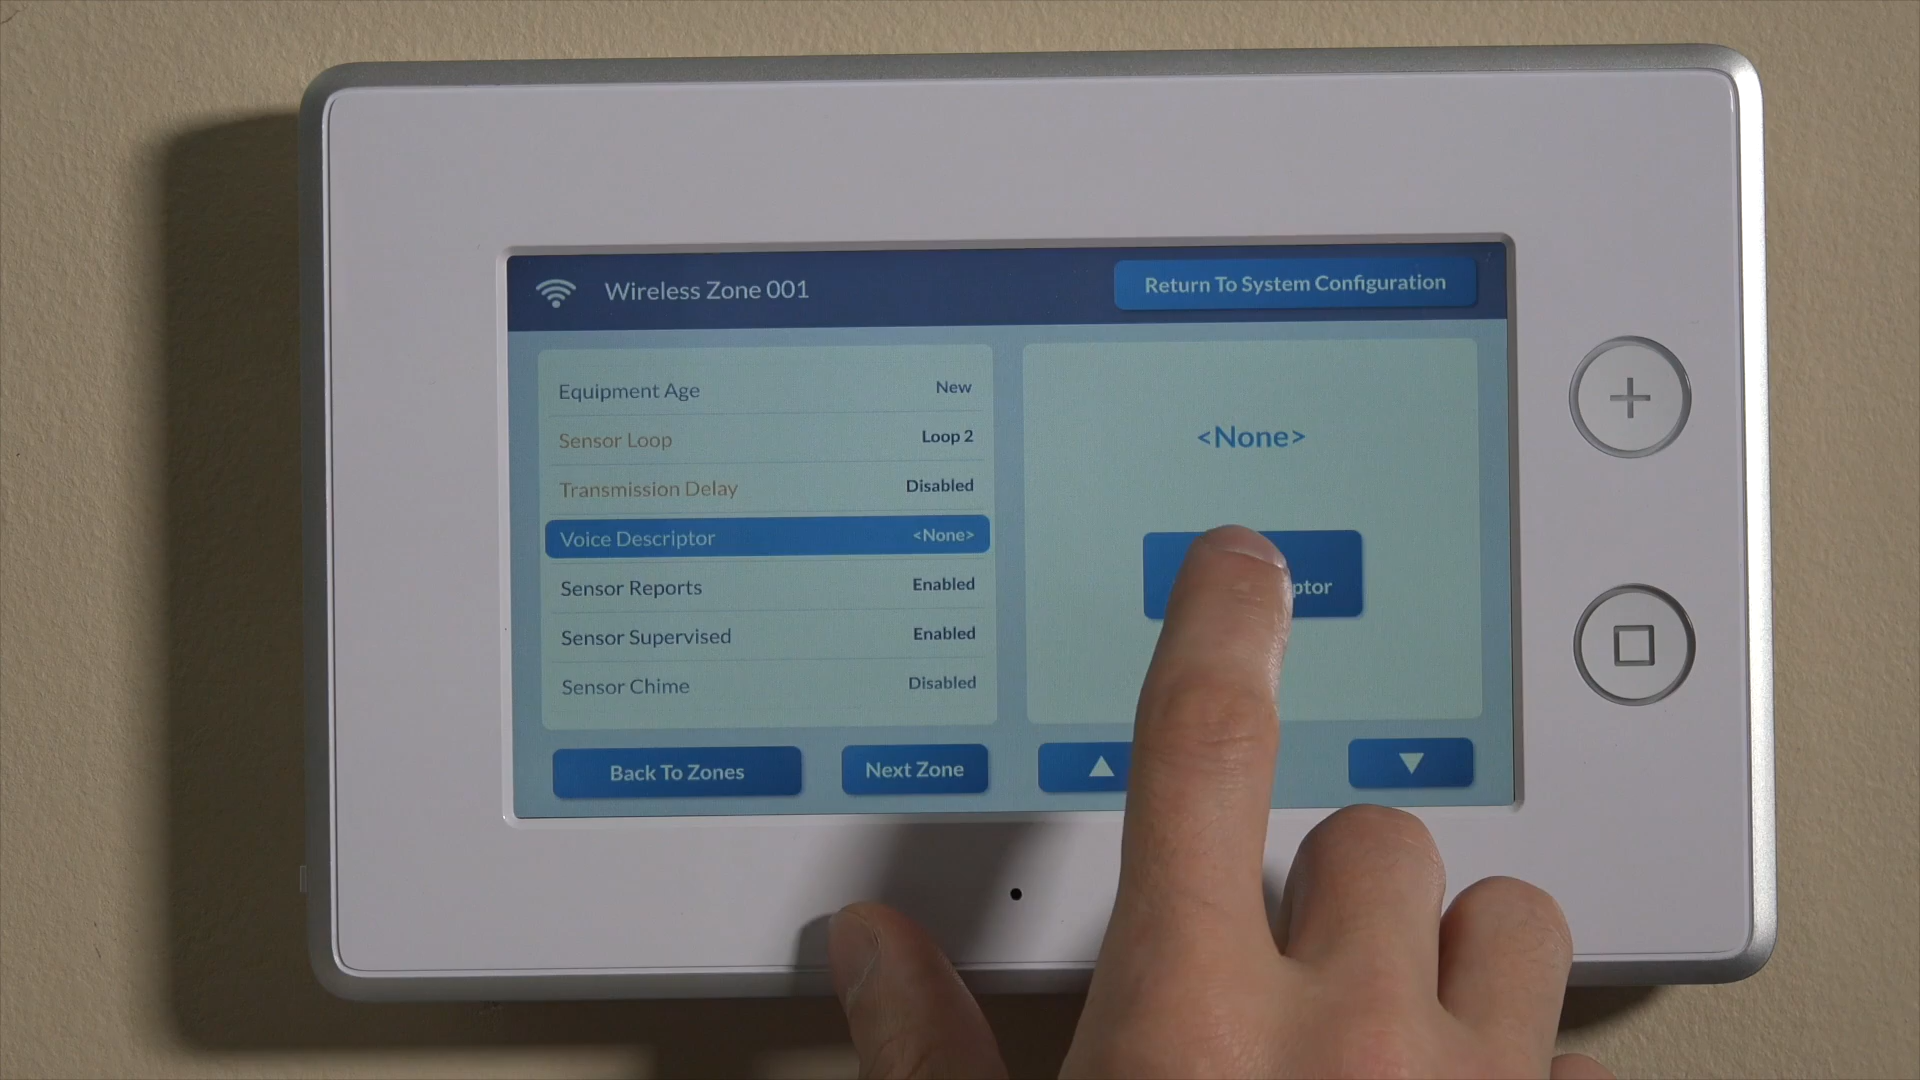 Wireless Zone 001
Return To System Configuration
Equipment Age New
Sensor Loop Loop 2
Transmission Delay Disabled
Voice Descriptor <None>
Sensor Reports Enabled
Sensor Supervised Enabled
Sensor Chime Disabled
<None>
Back To Zones
Next Zone